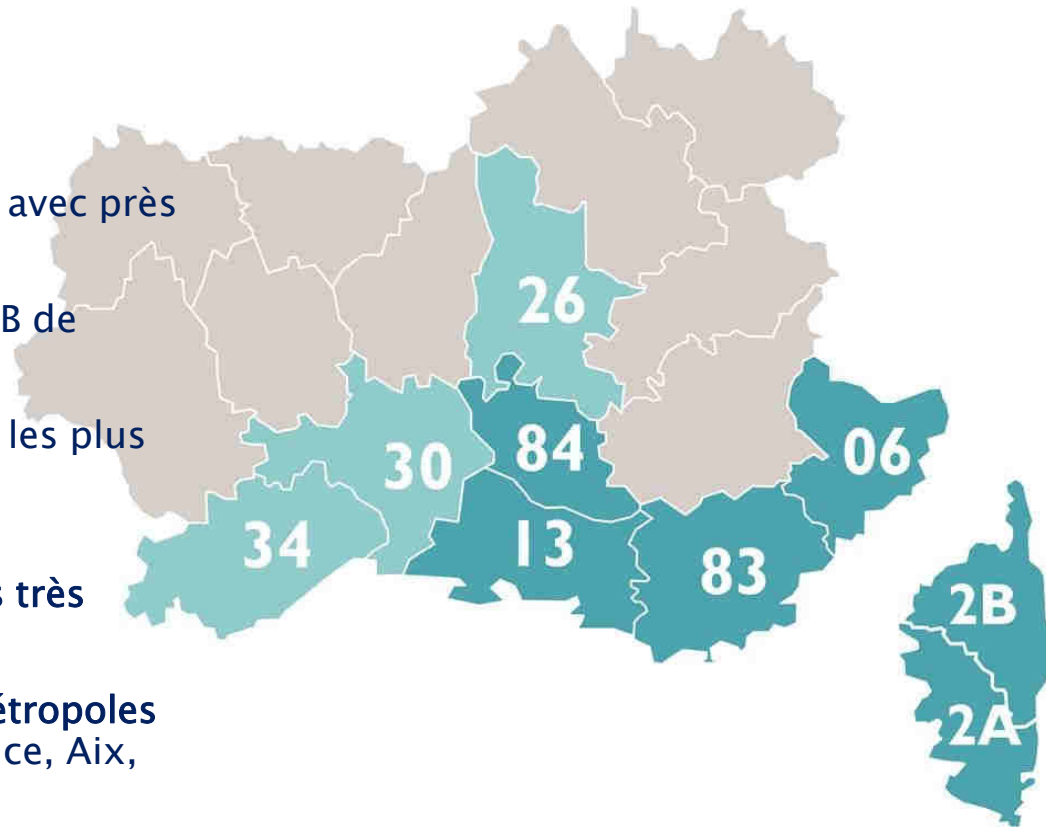 avec près
B de
les plus
s très
étropoles
ce, Aix,
26
84
30
06
34
13
83
2B
2A